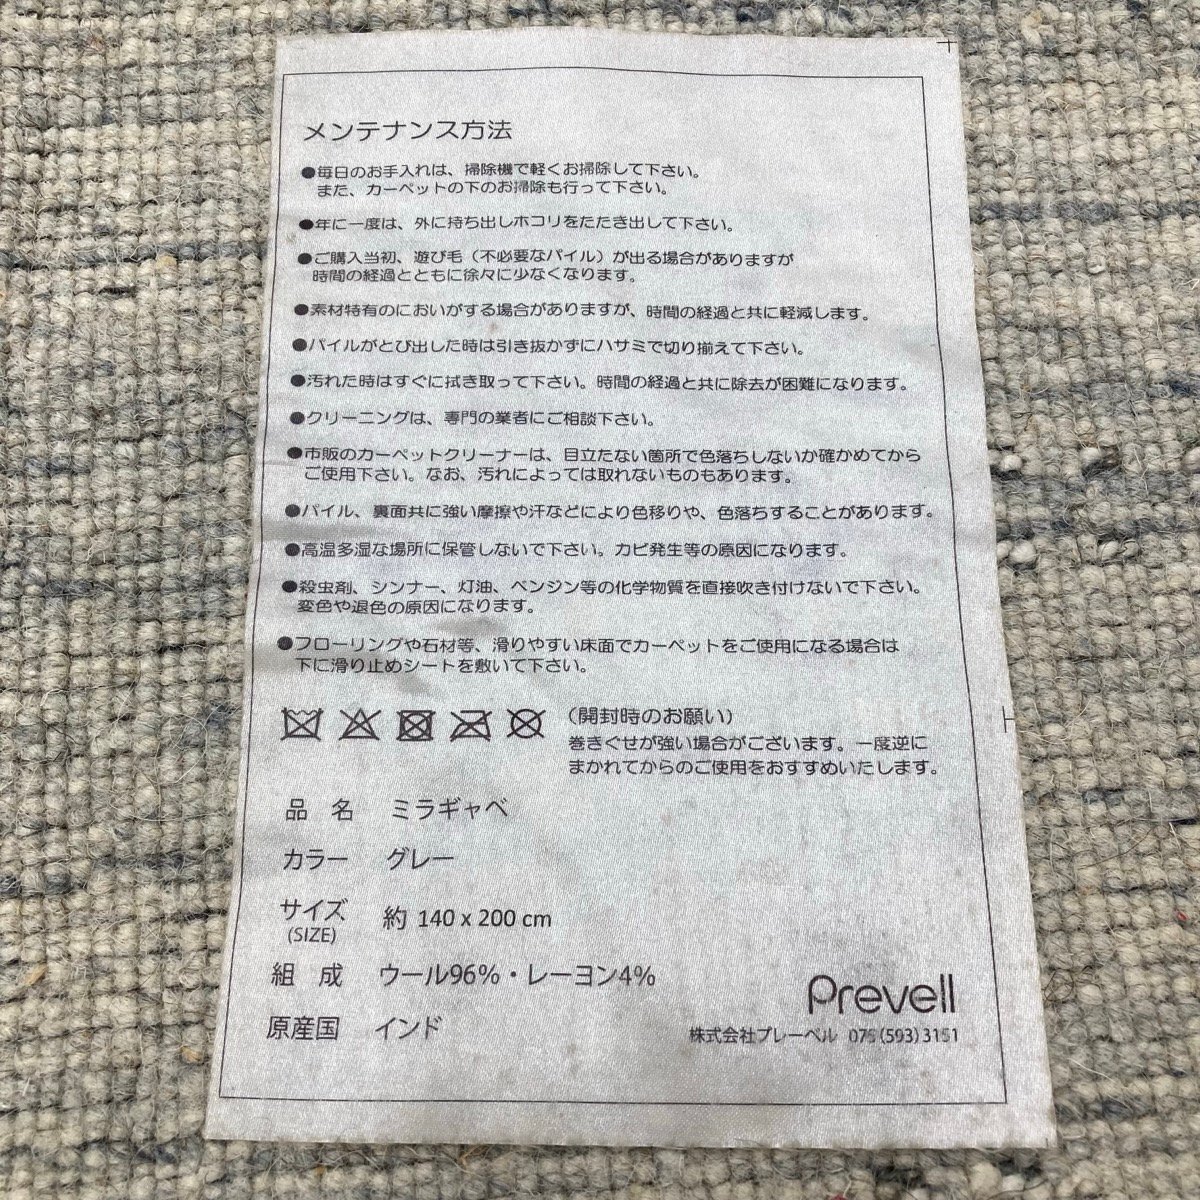 メンテナンス方法
●毎日のお手入れは、掃除機で軽くお掃除して下さい。
また、カーペットの下のお掃除も行って下さい。
●年に一度は、外に持ち出しホコリをたたき出して下さい。
●ご購入当初、遊び毛(不必要なパイル)が出る場合がありますが
時間の経過とともに徐々に少なくなります。
●素材特有のにおいがする場合がありますが、時間の経過と共に軽減します。
●パイルがとび出した時は引き抜かずにハサミで切り揃えて下さい。
●汚れた時はすぐに拭き取って下さい。時間の経過と共に除去が困難になります。
●クリーニングは、専門の業者にご相談下さい。
●市販のカーペットクリーナーは、目立たない箇所で色落ちしないか確かめてから
ご使用下さい。なお、汚れによっては取れないものもあります。
●パイル、裏面共に強い摩擦や汗などにより色移りや、色落ちすることがあります。
●高温多湿な場所に保管しないで下さい。カビ発生等の原因になります。
●殺虫剤、シンナー、灯油、ベンジン等の化学物質を直接吹き付けないで下さい。
変色や退色の原因になります。
●フローリングや石材等、滑りやすい床面でカーペットをご使用になる場合は
下に滑り止めシートを敷いて下さい。
(開封時のお願い)
巻きぐせが強い場合がございます。一度逆に
まかれてからのご使用をおすすめいたします。
品 名 ミラギャベ
カラー グレー
サイズ 約 140 x 200 cm
(SIZE)
組 成 ウール96%・レーヨン4%
原産国 インド
Prevell
株式会社プレーベル 075(593)3151